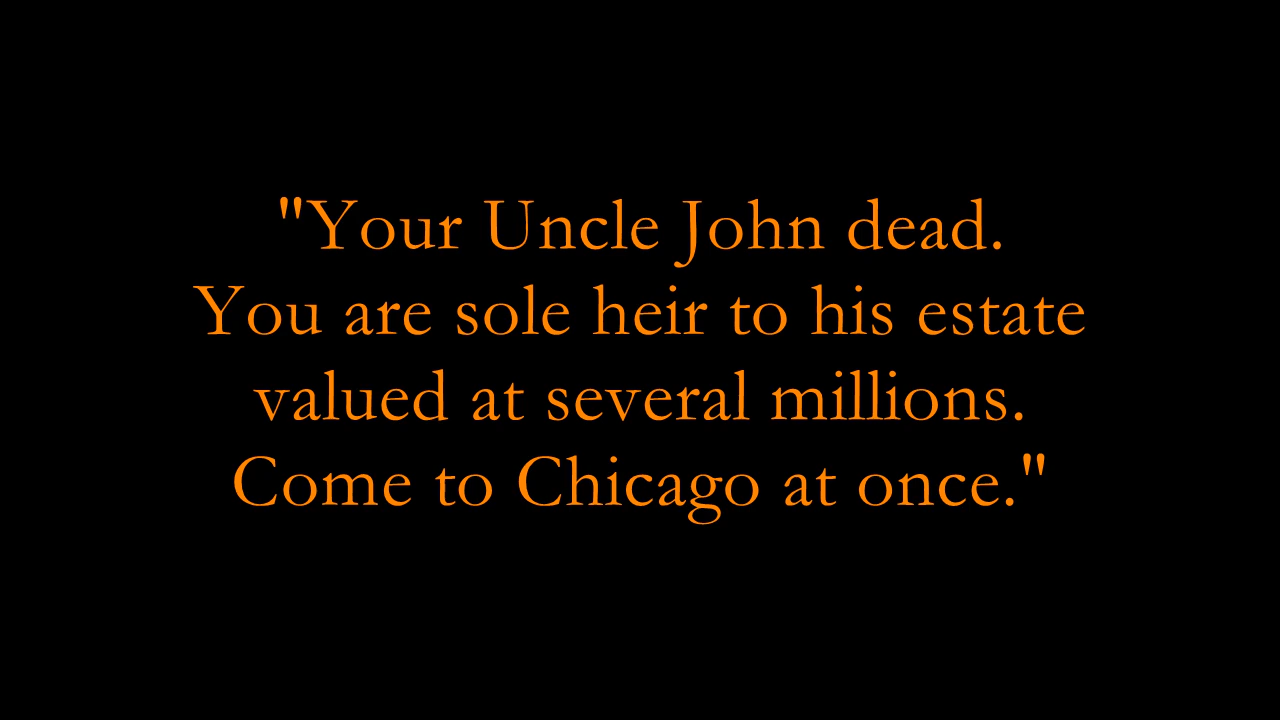 "Your Uncle John dead.
You are sole heir to his estate
valued at several millions.
Come to Chicago at once."